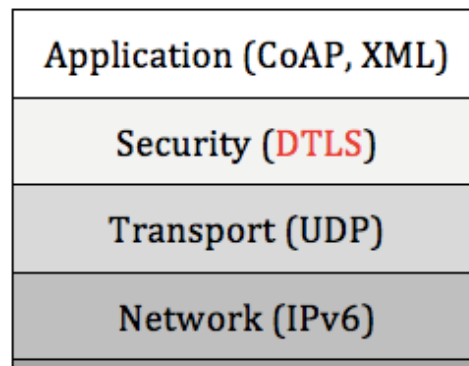 Application (CoAP, XML)
Security (DTLS)
Transport (UDP)
Network (IPv6)